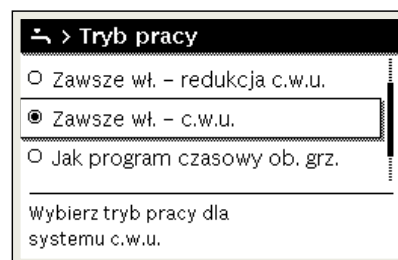 > Tryb pracy
Zawsze wł. – redukcja c.w.u.
Zawsze wł. – c.w.u.
Jak program czasowy ob. grz.
Wybierz tryb pracy dla
systemu c.w.u.